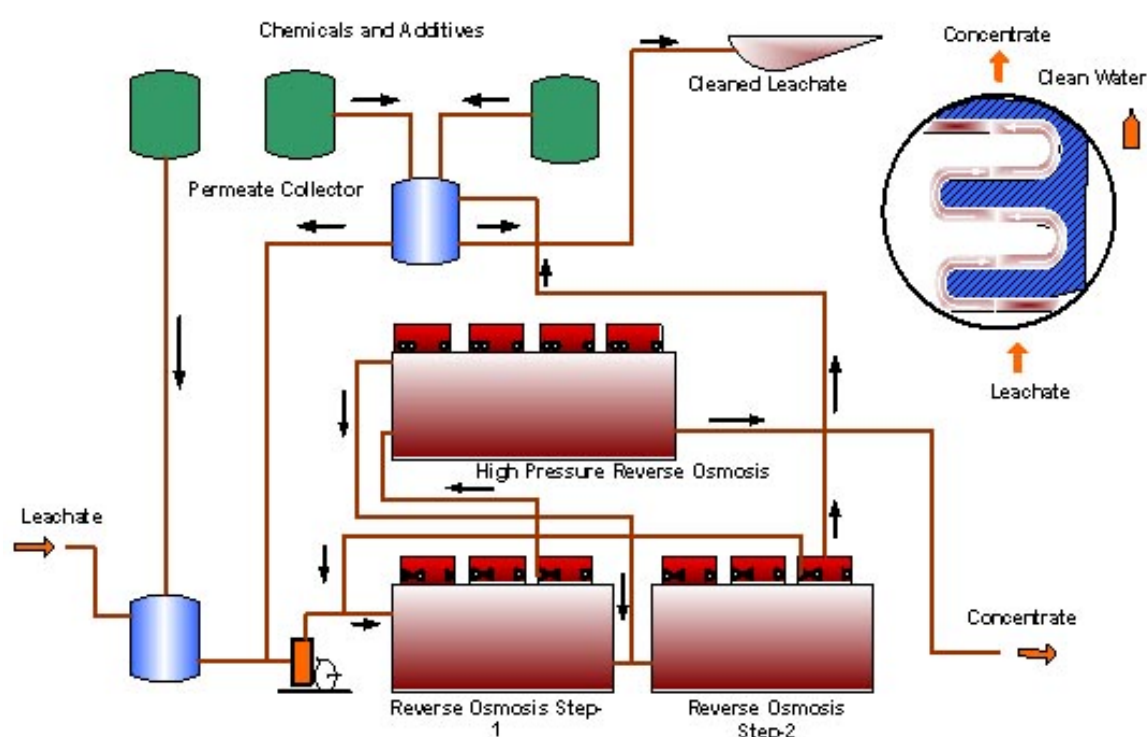 Chemicals and Additives
Concentrate
Clean Water
Cleaned Leachate
Permeate Collector
Leachate
High Pressure Reverse Osmosis
Leachate
Concentrate
Reverse Osmosis Step-
1
Reverse Osmosis
Step-2